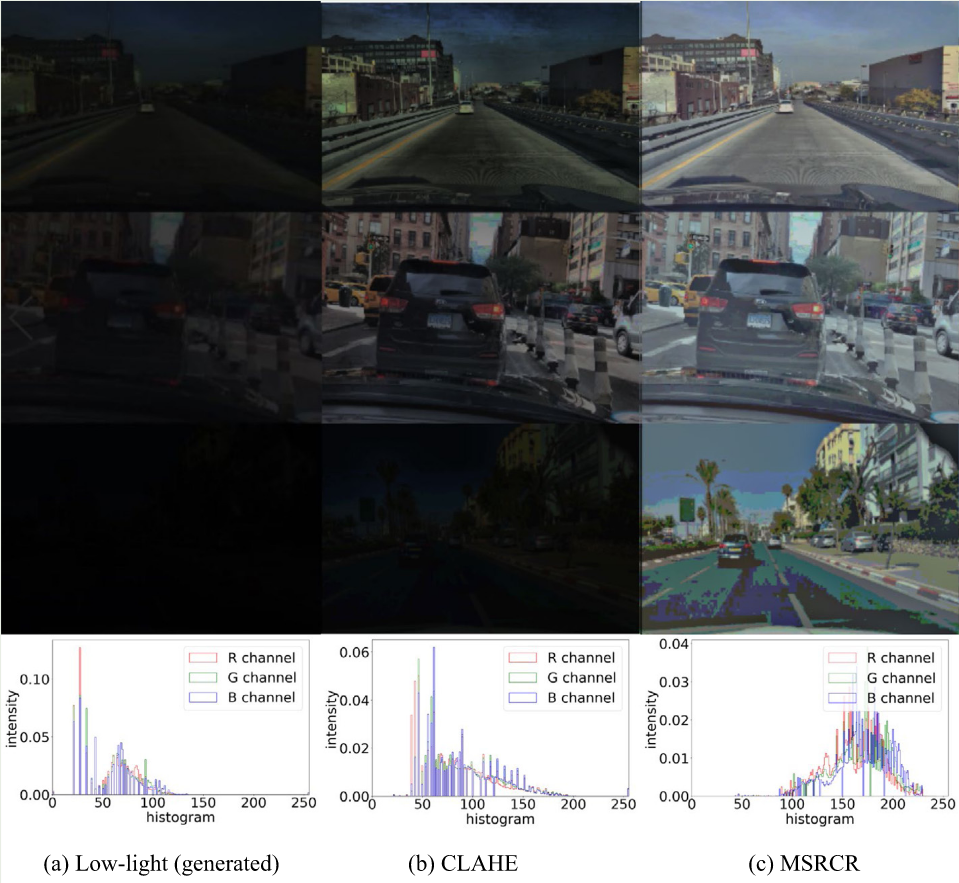 R channel
G channel
B channel
0.10
0.05
0.00
0
50
100
150
200
250
intensity
histogram
R channel
G channel
B channel
0.06
0.04
0.02
0.00
0
50
100
150
200
250
intensity
histogram
R channel
G channel
B channel
0.04
0.03
0.02
0.01
0.00
0
50
100
150
200
250
intensity
histogram
(a) Low-light (generated)
(b) CLAHE
(c) MSRCR